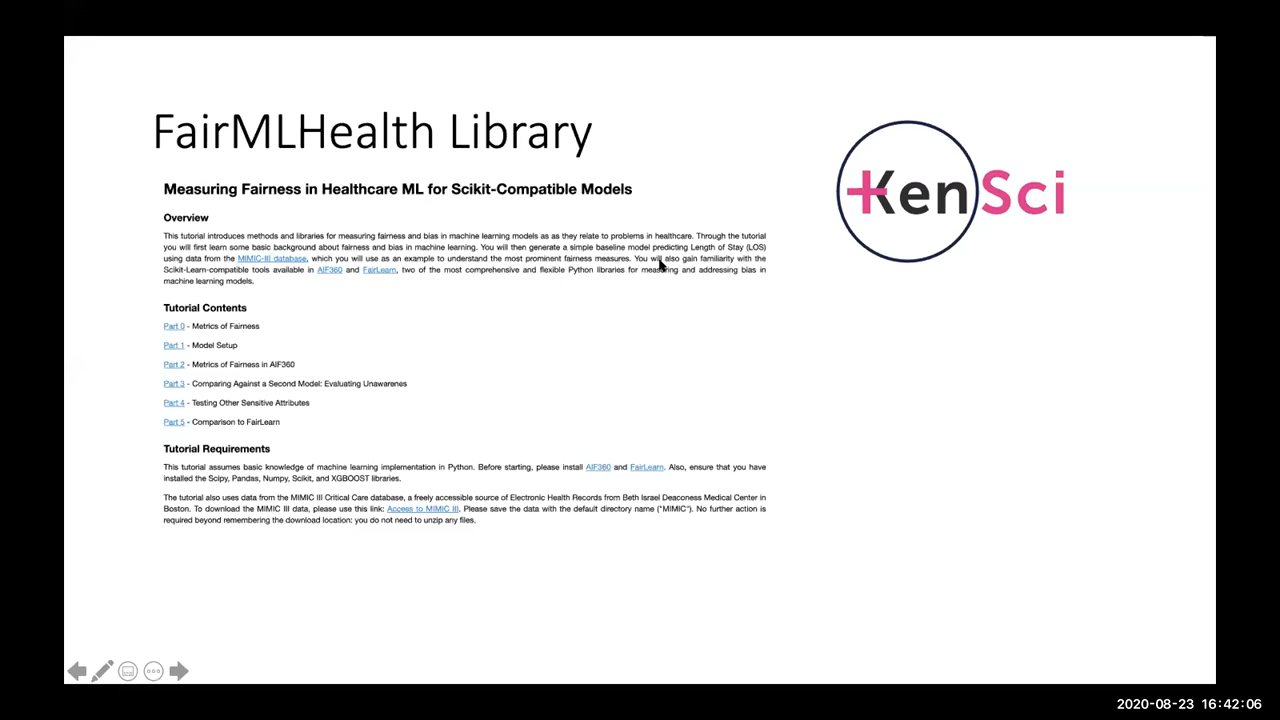 FairMLHealth Library
KenSci
Measuring Fairness in Healthcare ML for Scikit-Compatible Models
Overview
This tutorial introduces methods and libraries for measuring fairness and bias in machine learning models as as they relate to problems in healthcare. Through the tutorial
you will first learn some basic background about fairness and bias in machine learning. You will then generate a simple baseline model predicting Length of Stay (LOS)
using data from the MIMIC-III database, which you will use as an example to understand the most prominent fairness measures. You will also gain familiarity with the
Scikit-Learn-compatible tools available in AIF360 and FairLearn, two of the most comprehensive and flexible Python libraries for measuring and addressing bias in
machine learning models.
Tutorial Contents
Part 0 - Metrics of Fairness
Part 1 - Model Setup
Part 2 - Metrics of Fairness in AIF360
Part 3 - Comparing Against a Second Model: Evaluating Unawarenes
Part 4 - Testing Other Sensitive Attributes
Part 5 - Comparison to FairLearn
Tutorial Requirements
This tutorial assumes basic knowledge of machine learning implementation in Python. Before starting, please install AIF360 and FairLearn. Also, ensure that you have
installed the Scipy, Pandas, Numpy, Scikit, and XGBOOST libraries.
The tutorial also uses data from the MIMIC III Critical Care database, a freely accessible source of Electronic Health Records from Beth Israel Deaconess Medical Center in
Boston. To download the MIMIC III data, please use this link: Access to MIMIC III. Please save the data with the default directory name ("MIMIC"). No further action is
required beyond remembering the download location: you do not need to unzip any files.
2020-08-23 16:42:06